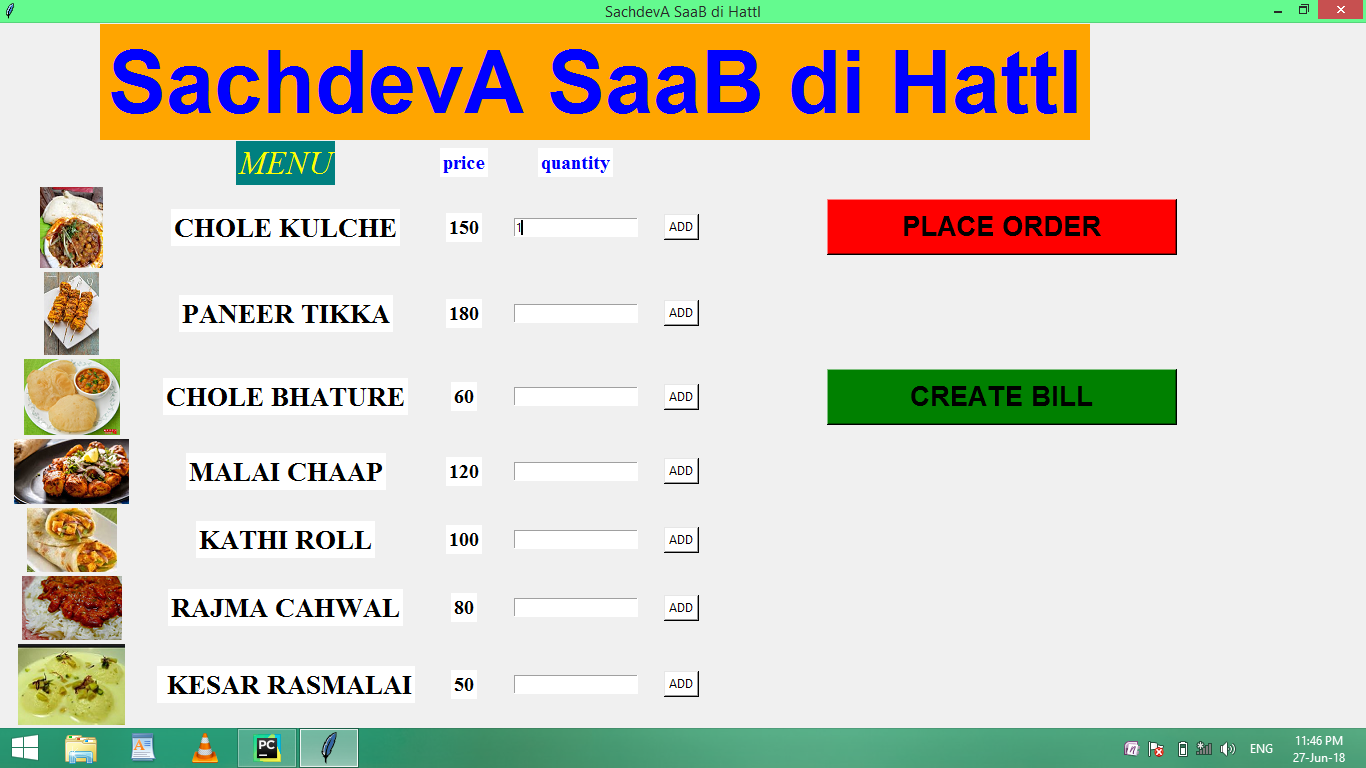 SachdevA SaaB di HattI
SachdevA SaaB di HattI
MENU price quantity
CHOLE KULCHE 150 1 ADD PLACE ORDER
PANEER TIKKA 180 ADD
CHOLE BHATURE 60 ADD CREATE BILL
MALAI CHAAP 120 ADD
KATHI ROLL 100 ADD
RAJMA CAHWAL 80 ADD
KESAR RASMALAI 50 ADD
PC ENG 11:46 PM
27-Jun-18